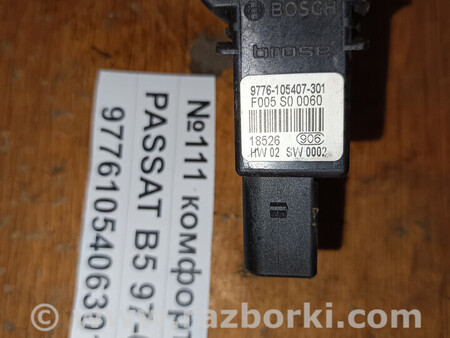 BOSCH
brose
9776-105407-301
F005 S0 0060
18526 906
HW 02 SW 0002
№111 комфорт
PASSAT B5 97-
977610540630
razborki.com